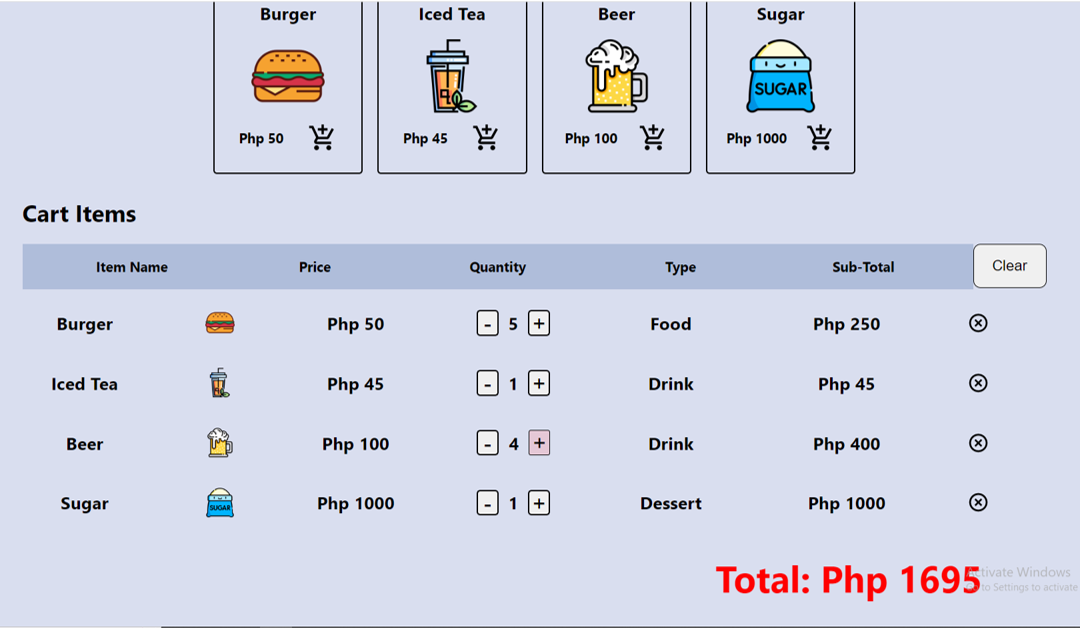 Burger Iced Tea Beer Sugar
SUGAR
Php 50 Php 45 Php 100 Php 1000
Cart Items
Item Name Price Quantity Type Sub-Total Clear
Burger Php 50 - 5 + Food Php 250
Iced Tea Php 45 - 1 + Drink Php 45
Beer Php 100 - 4 + Drink Php 400
Sugar SUGAR Php 1000 - 1 + Dessert Php 1000
Total: Php 1695
Activate Windows
to Settings to activate